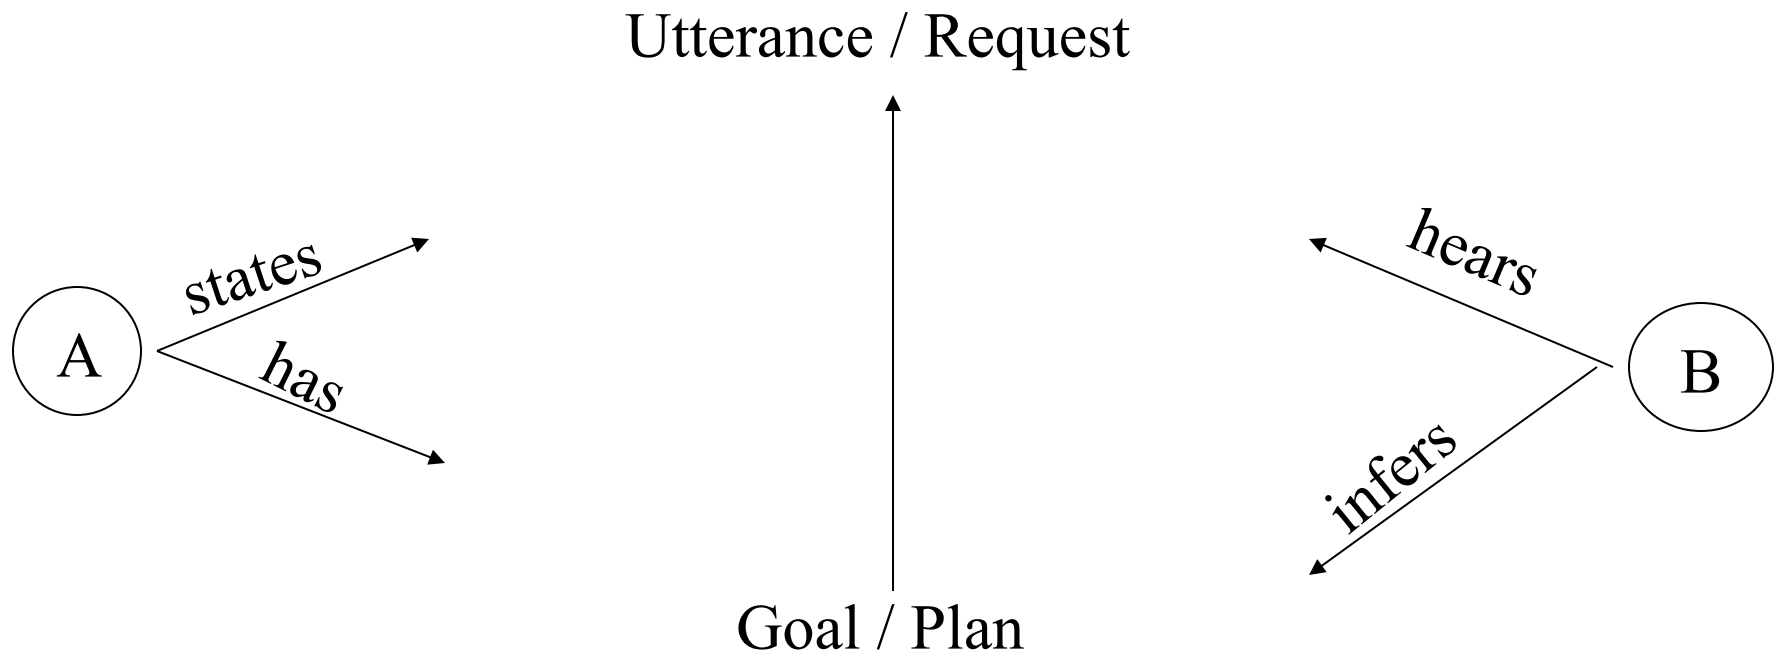 Utterance / Request
states
hears
A
has
B
infers
Goal / Plan